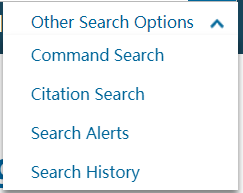 Other Search Options
Command Search
Citation Search
Search Alerts
Search History